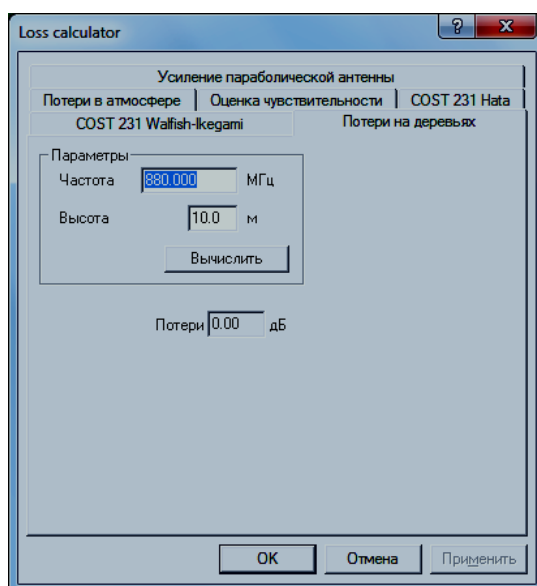 Loss calculator
Усиление параболической антенны
Потери в атмосфере Оценка чувствительности COST 231 Hata
COST 231 Walfish-Ikegami Потери на деревьях
Параметры
Частота 880.000 МГц
Высота 10.0 м
Вычислить
Потери 0.00 дБ
OK Отмена Применить